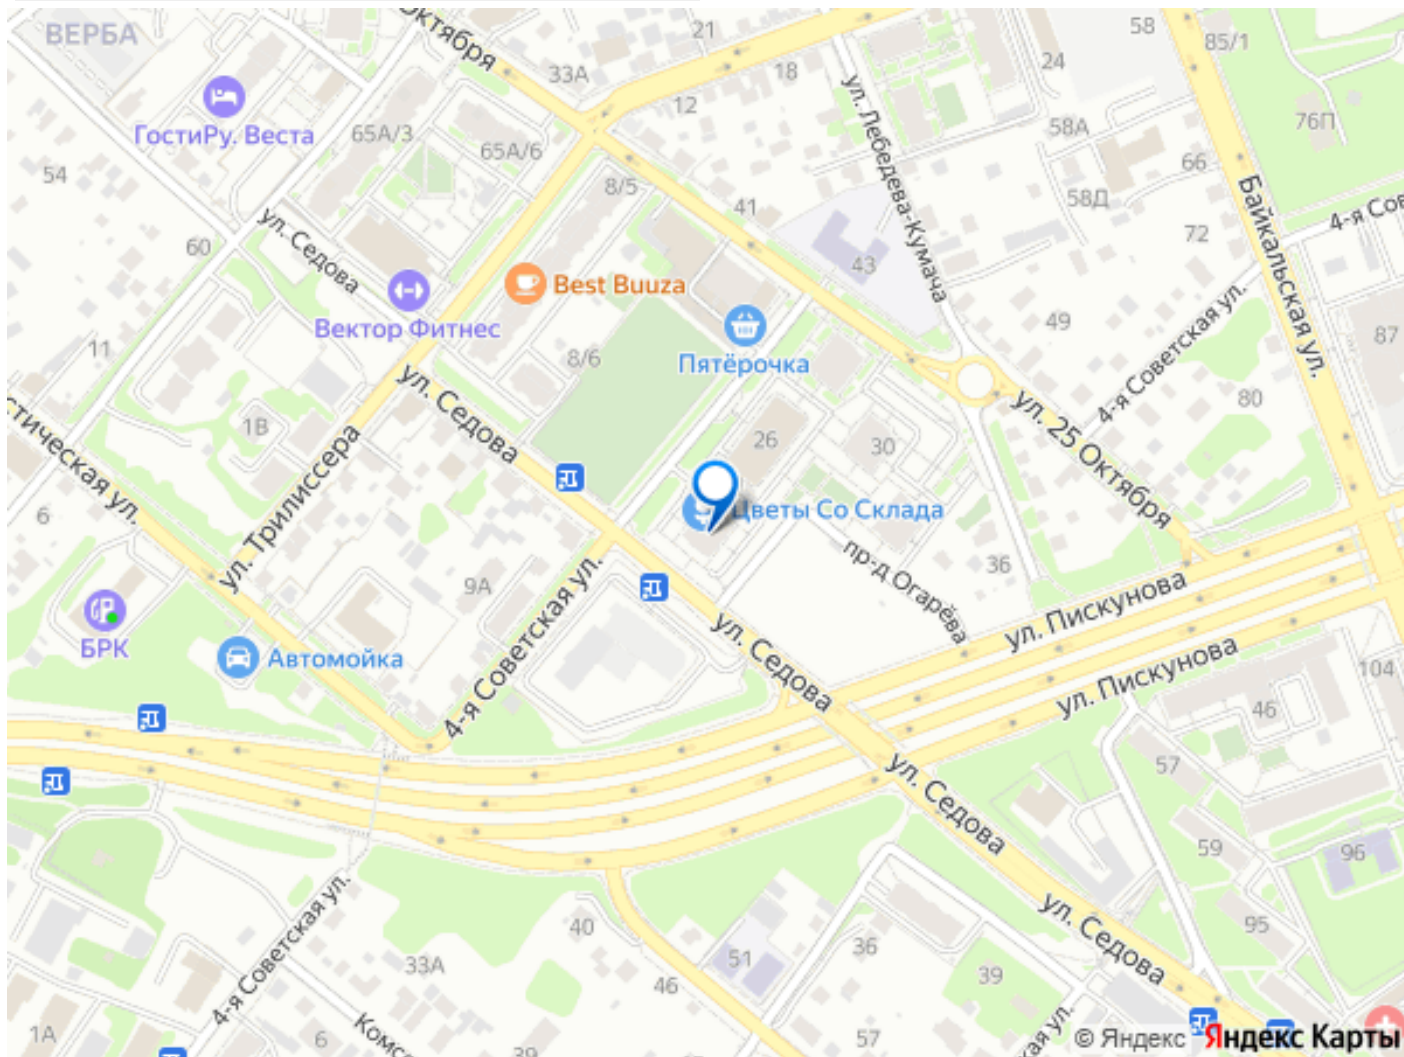 ВЕРБА
Октября
21
58
85/1
33А
18
24
ГостиРу. Веста
12
ул. Лебедева-Кумача
58А
76П
65А/3
65А/6
66
54
8/5
58Д
Байкальская ул.
4-я Сов
41
72
60
ул. Седова
43
Best Buuza
4-я Советская ул.
Вектор Фитнес
49
87
11
8/6
Пятёрочка
ул. Седова
80
1В
26
30
ул. 25 Октября
стическая ул.
ул. Трилиссера
6
Цветы Со Склада
9А
4-я Советская ул.
пр-д Огарёва
36
ул. Пискунова
БРК
Автомойка
ул. Седова
ул. Пискунова
104
46
57
ул. Седова
59
96
4-я Советская ул.
ул. Седова
95
40
33А
51
36
39
46
1А
6
Комс
39
57
кая ул.
© Яндекс Яндекс Карты